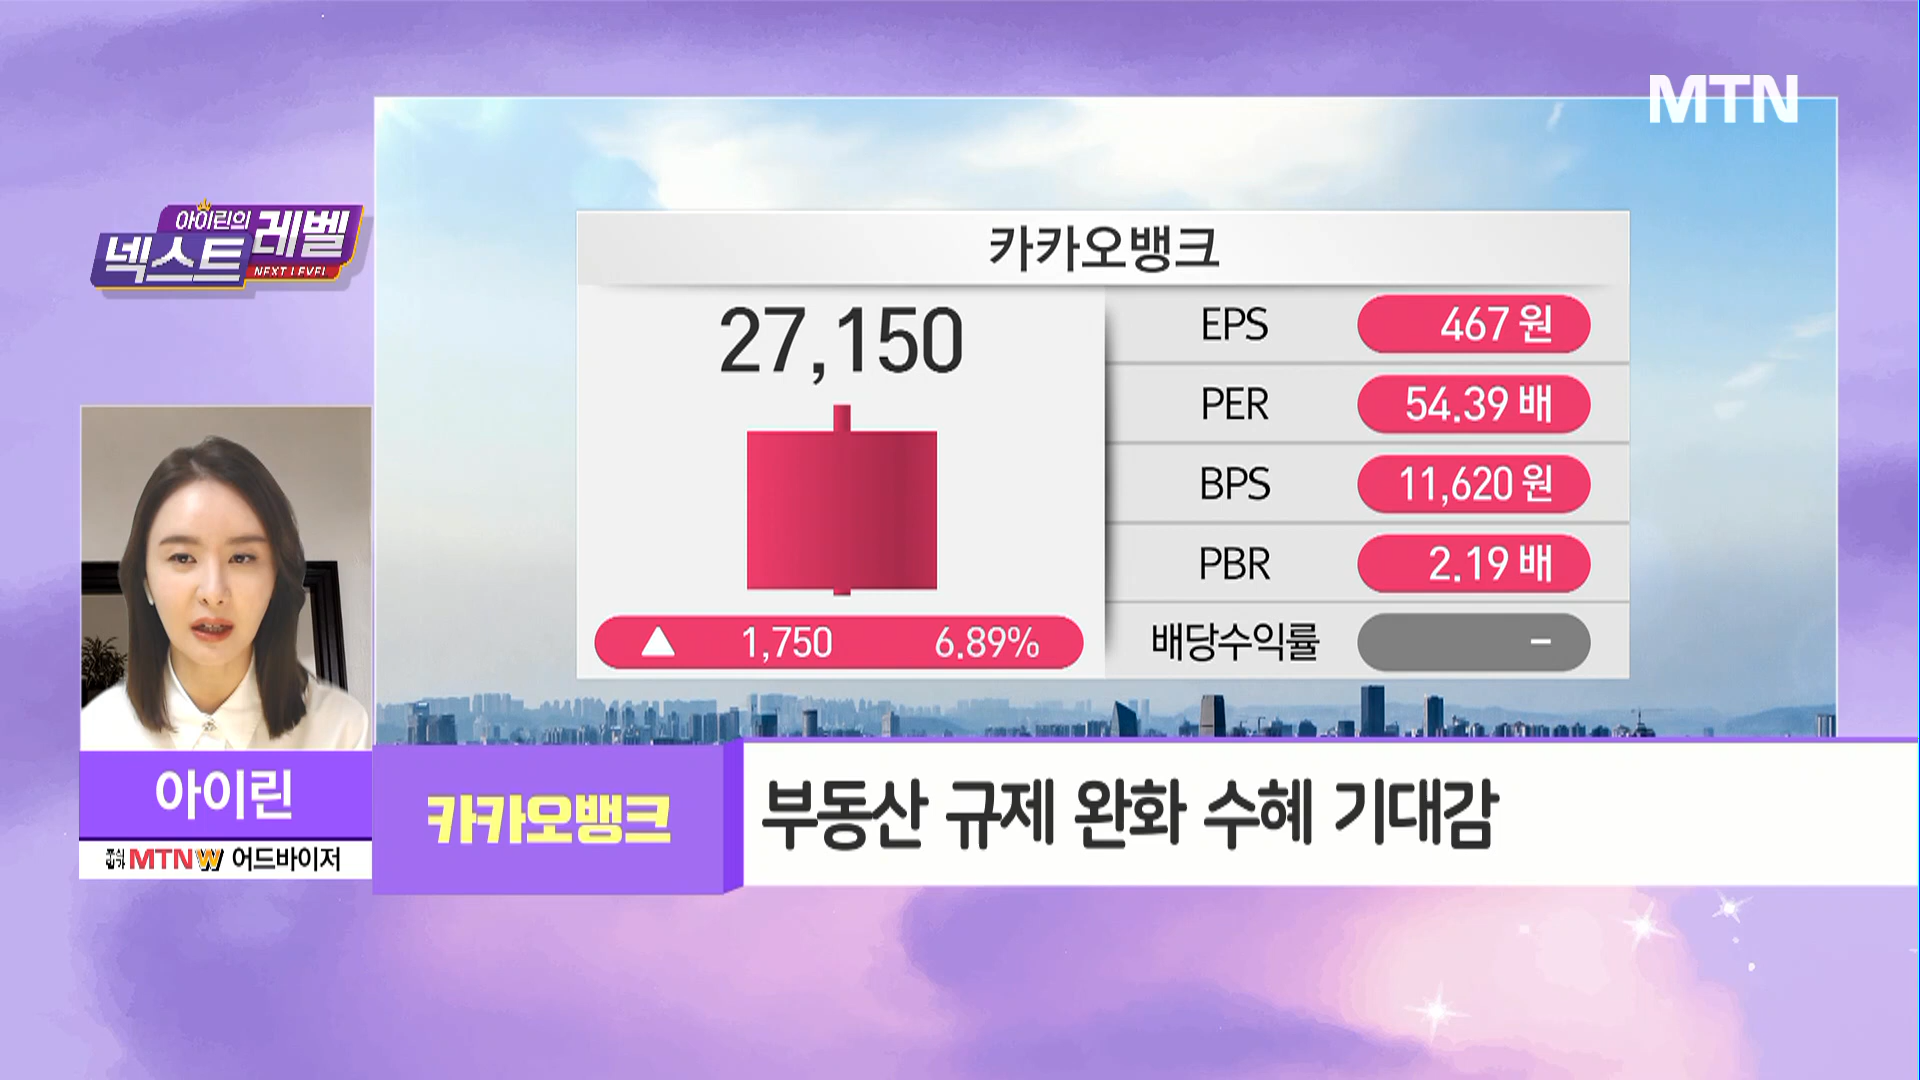 MTN
아이린의
넥스트 레벨
NEXT LEVEL
카카오뱅크
27,150
▲ 1,750 6.89%
EPS 467 원
PER 54.39 배
BPS 11,620 원
PBR 2.19 배
배당수익률 -
아이린
MTNW 어드바이저
카카오뱅크
부동산 규제 완화 수혜 기대감